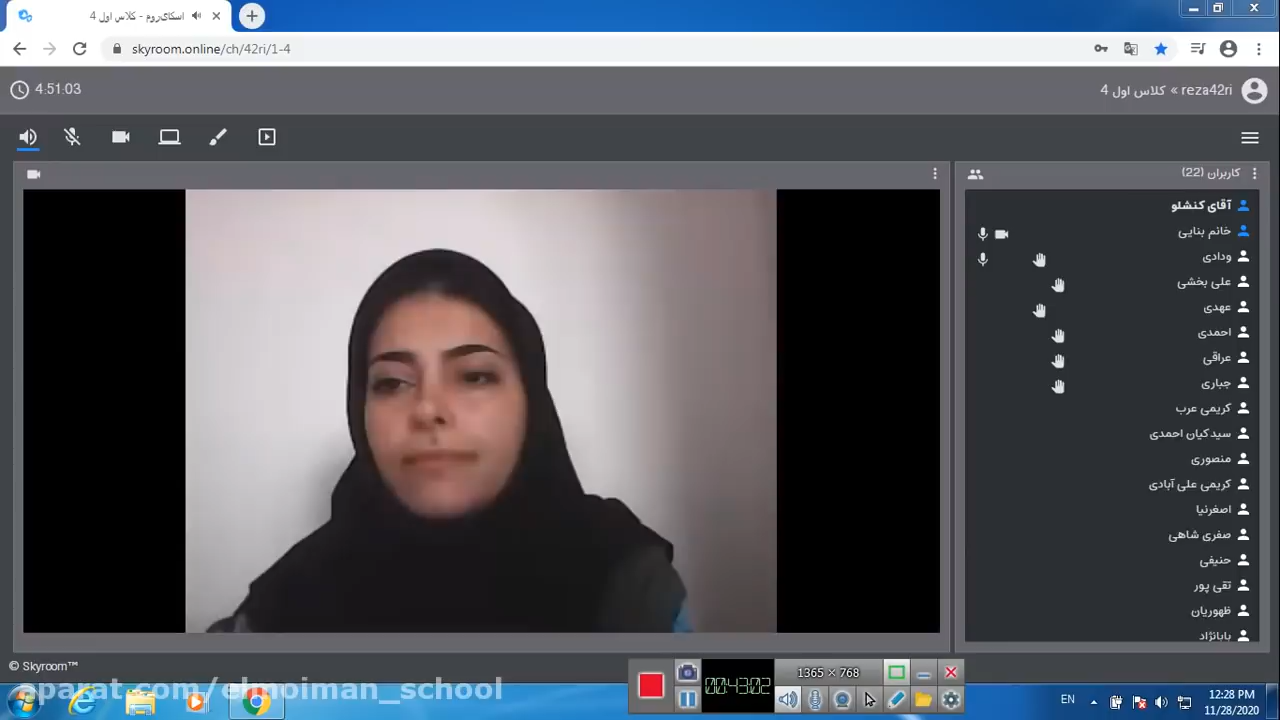 اسکای‌روم - کلاس اول 4
skyroom.online/ch/42ri/1-4
4.51.03
reza42ri » کلاس اول 4
کاربران (22)
آقای کنشلو
خانم بنایی
ودادی
علی بخشی
عهدی
احمدی
عراقی
جباری
کریمی عرب
سیدکیان احمدی
منصوری
کریمی علی آبادی
اصغرنیا
صفری شاهی
حنیفی
تقی پور
ظهوریان
بابانژاد
© Skyroom™
aparat.com/elmoiman_school
1365 × 768
00:43:02
EN
12:28 PM
11/28/2020